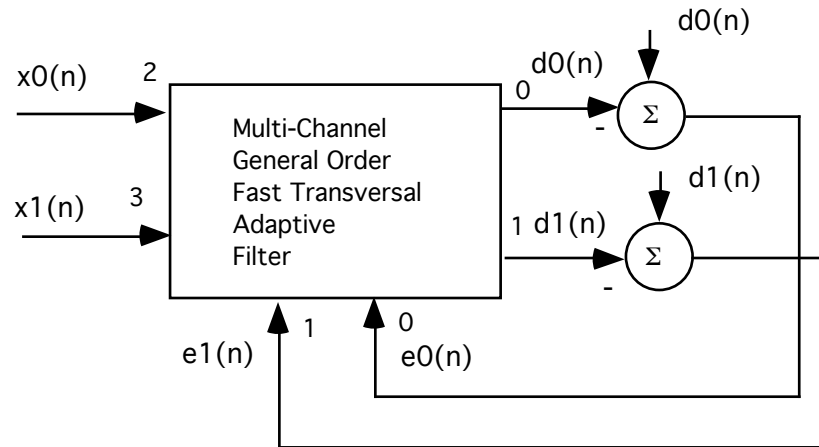 d0(n)
x0(n)
2
d0(n)
0
Σ
-
Multi-Channel
General Order
Fast Transversal
Adaptive
Filter
x1(n)
3
d1(n)
1 d1(n)
Σ
-
e1(n)
1
0
e0(n)